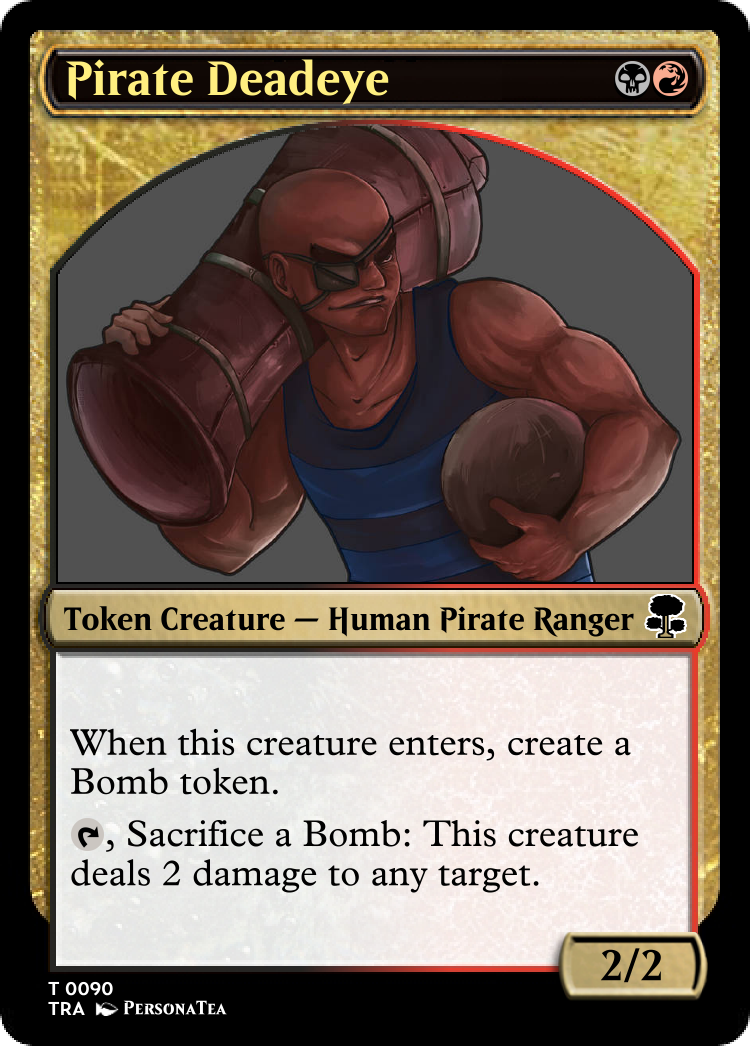 Pirate Deadeye
Token Creature — Human Pirate Ranger
When this creature enters, create a
Bomb token.
, Sacrifice a Bomb: This creature
deals 2 damage to any target.
2/2
T 0090
TRA PersonaTea